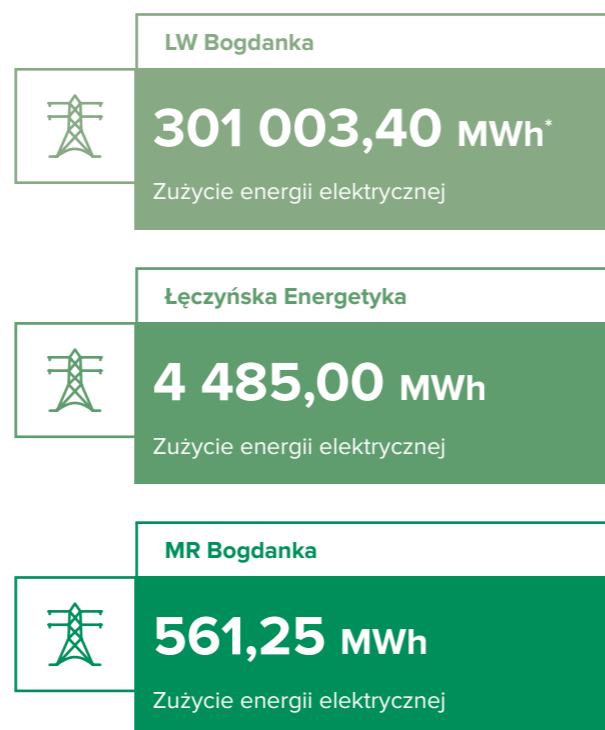 LW Bogdanka
301 003,40 MWh*
Zużycie energii elektrycznej
Łęczyńska Energetyka
4 485,00 MWh
Zużycie energii elektrycznej
MR Bogdanka
561,25 MWh
Zużycie energii elektrycznej